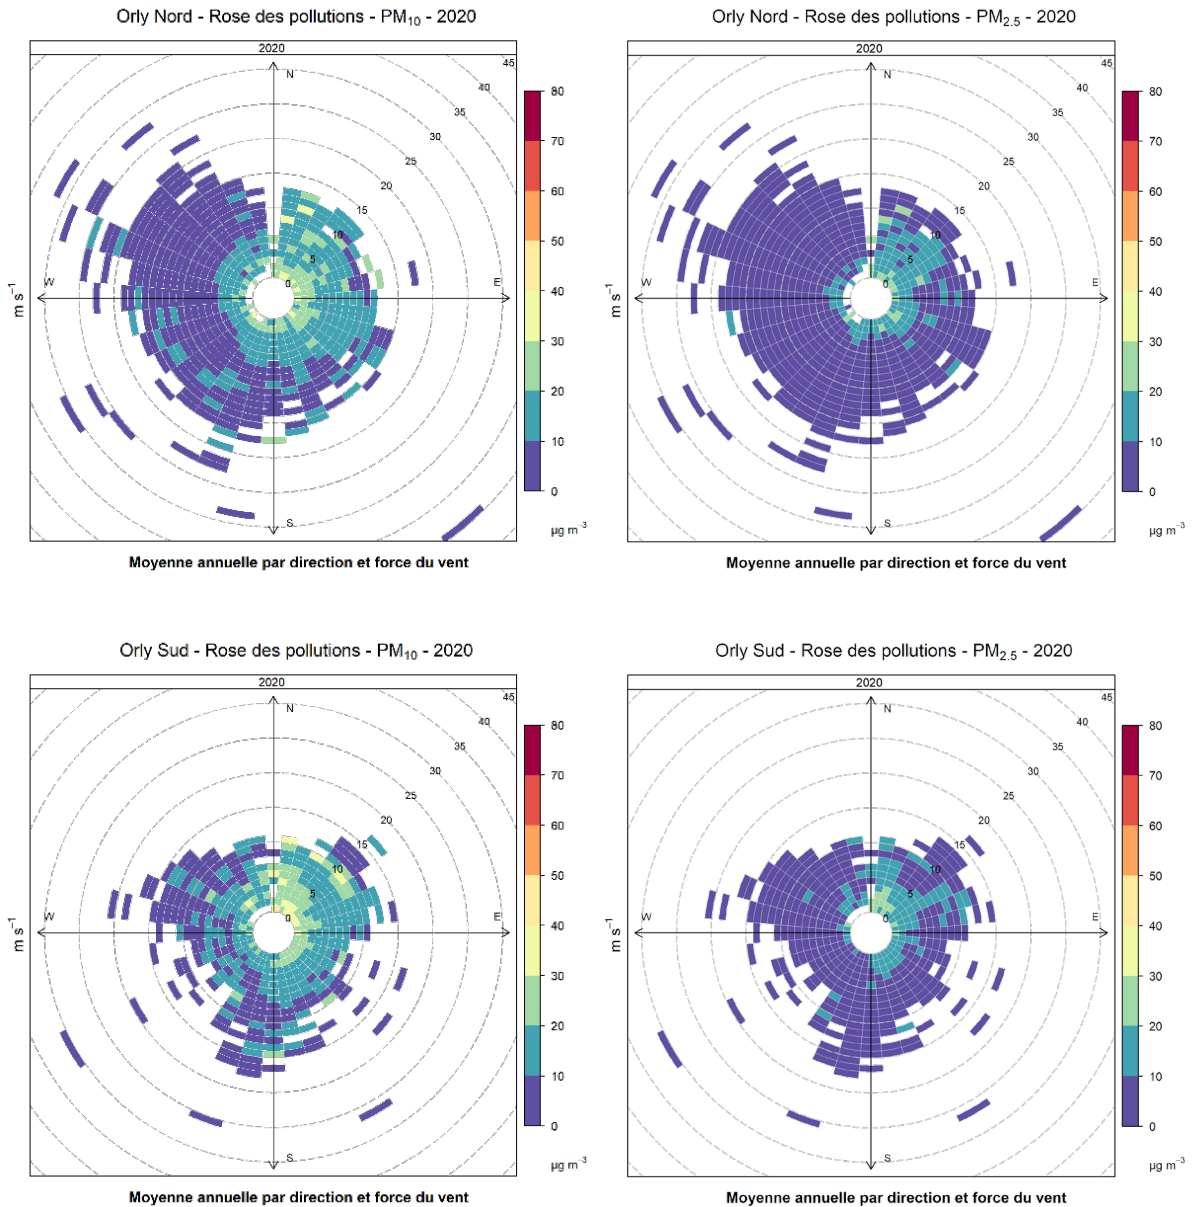 Orly Nord - Rose des pollutions - PM10 - 2020
2020
N
S
W
E
0
5
10
15
20
25
30
35
40
45
m s⁻¹
80
70
60
50
40
30
20
10
0
µg m⁻³
Moyenne annuelle par direction et force du vent
Orly Nord - Rose des pollutions - PM2.5 - 2020
2020
N
S
W
E
0
5
10
15
20
25
30
35
40
45
m s⁻¹
80
70
60
50
40
30
20
10
0
µg m⁻³
Moyenne annuelle par direction et force du vent
Orly Sud - Rose des pollutions - PM10 - 2020
2020
N
S
W
E
0
5
10
15
20
25
30
35
40
45
m s⁻¹
80
70
60
50
40
30
20
10
0
µg m⁻³
Moyenne annuelle par direction et force du vent
Orly Sud - Rose des pollutions - PM2.5 - 2020
2020
N
S
W
E
0
5
10
15
20
25
30
35
40
45
m s⁻¹
80
70
60
50
40
30
20
10
0
µg m⁻³
Moyenne annuelle par direction et force du vent